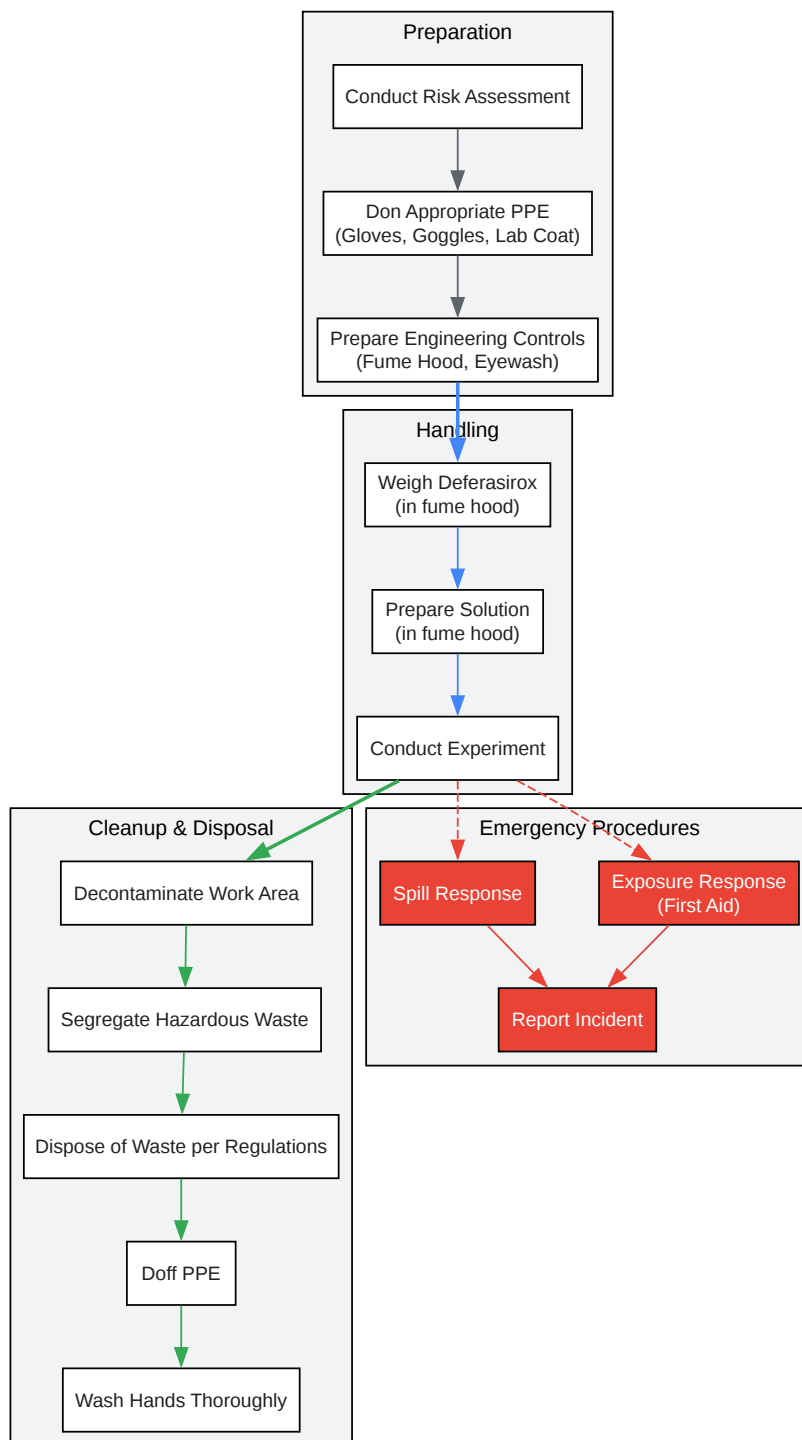 Preparation
Conduct Risk Assessment
Don Appropriate PPE
(Gloves, Goggles, Lab Coat)
Prepare Engineering Controls
(Fume Hood, Eyewash)
Handling
Weigh Deferasirox
(in fume hood)
Prepare Solution
(in fume hood)
Conduct Experiment
Cleanup & Disposal
Decontaminate Work Area
Segregate Hazardous Waste
Dispose of Waste per Regulations
Doff PPE
Wash Hands Thoroughly
Emergency Procedures
Spill Response
Exposure Response
(First Aid)
Report Incident